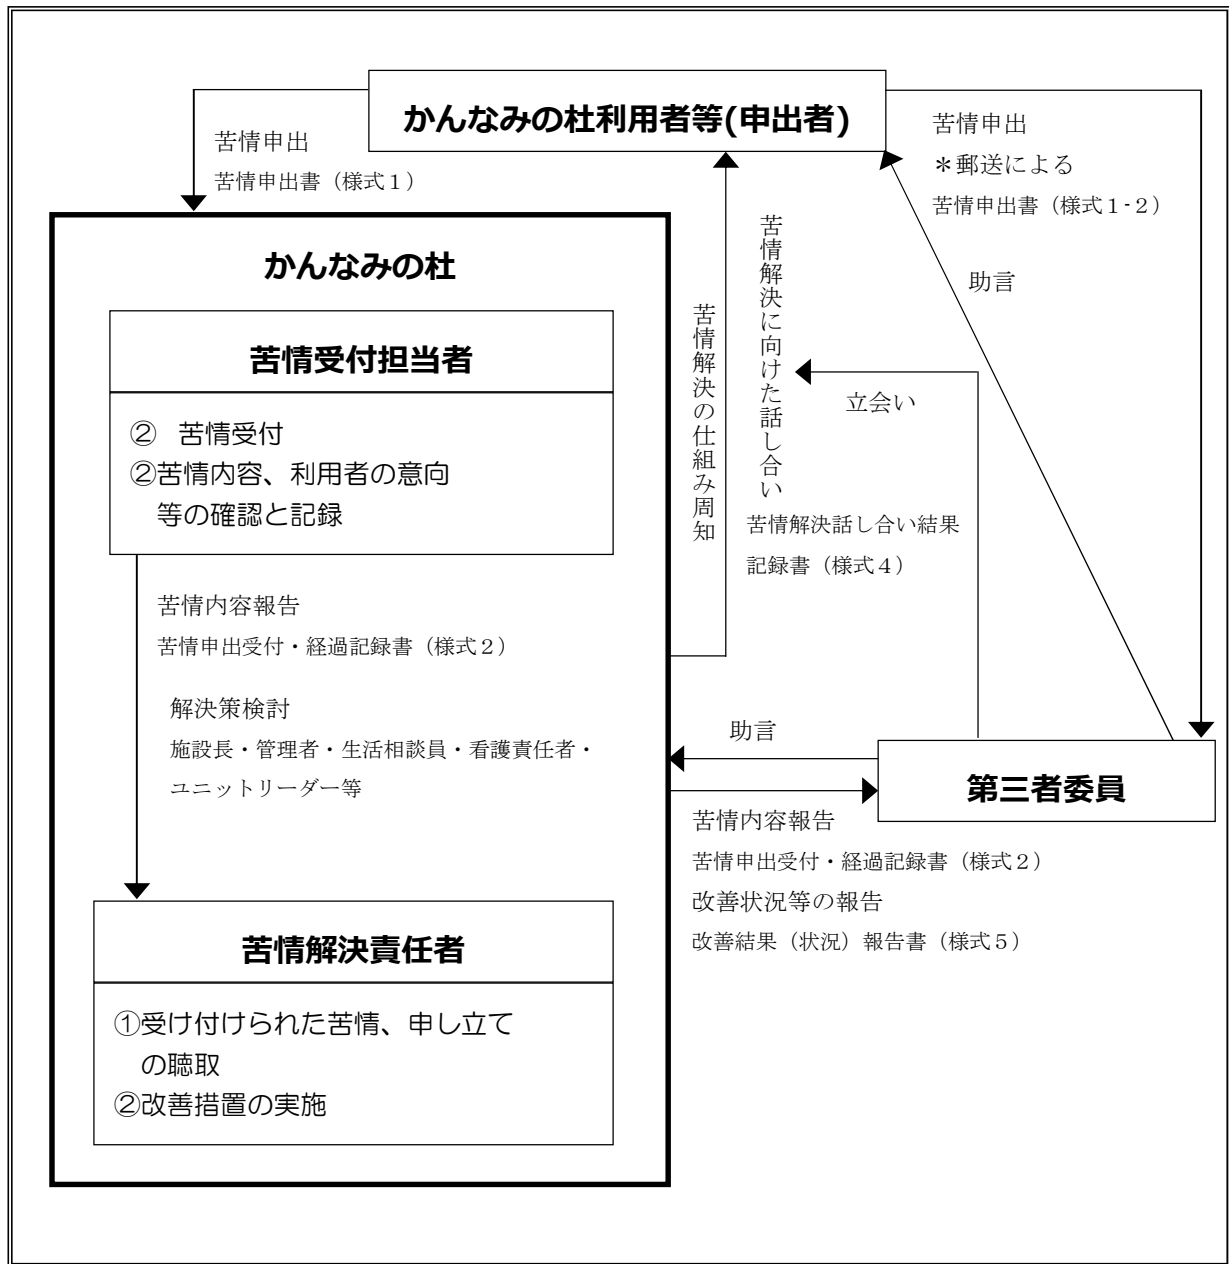 かんなみの杜利用者等(申出者)
苦情申出
苦情申出書（様式１）
苦情申出
＊郵送による
苦情申出書（様式１-２）
助言
かんなみの杜
苦情受付担当者
②　苦情受付
②苦情内容、利用者の意向
等の確認と記録
苦情解決の仕組み周知
苦情解決に向けた話し合い
立会い
苦情解決話し合い結果
記録書（様式４）
苦情内容報告
苦情申出受付・経過記録書（様式２）
解決策検討
施設長・管理者・生活相談員・看護責任者・
ユニットリーダー等
助言
第三者委員
苦情内容報告
苦情申出受付・経過記録書（様式２）
改善状況等の報告
改善結果（状況）報告書（様式５）
苦情解決責任者
①受け付けられた苦情、申し立て
の聴取
②改善措置の実施